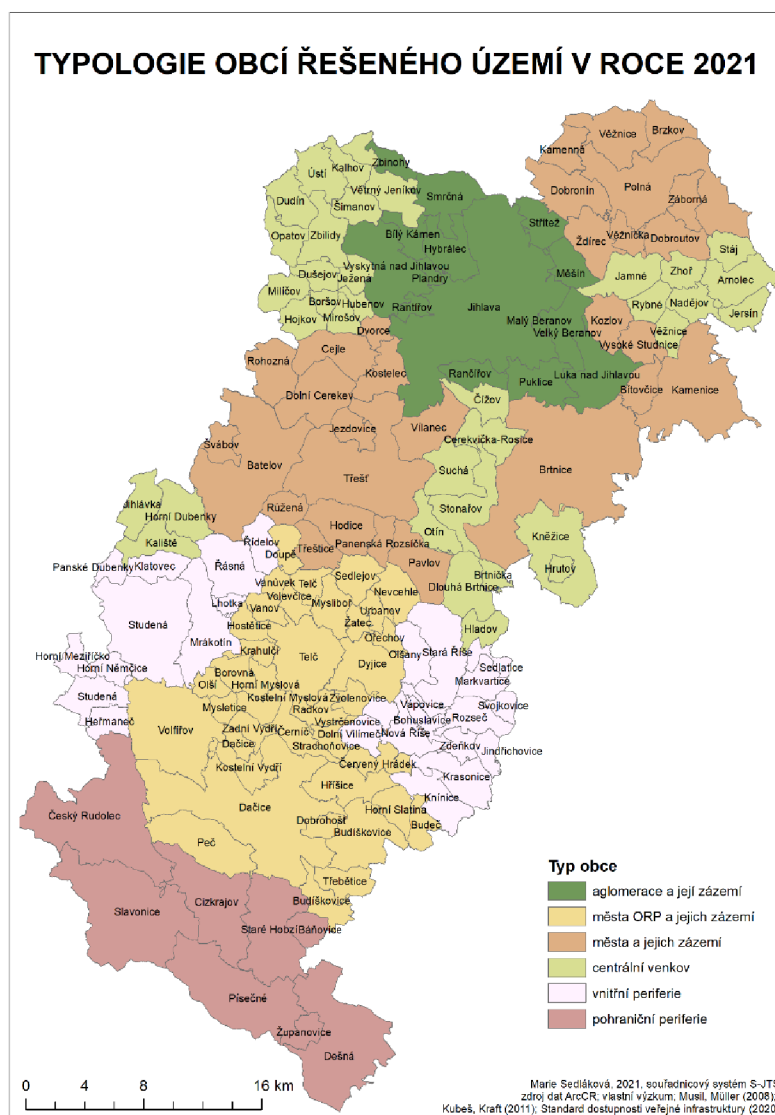 TYPOLOGIE OBCÍ ŘEŠENÉHO ÚZEMÍ V ROCE 2021
Brzkov
Věžnice
Kamenná
Zbinohy
Kalhov
Ústí
Větrný Jeníkov
Smrčná
Dobronín
Polná
Záborná
Dudín
Šimanov
Střítež
Opatov
Zbilidy
Bílý Kámen
Hybrálec
Ždírec
Věžnička
Dobroutov
Stáj
Dušejov
Vyskytná nad Jihlavou
Ježená
Plandry
Měšín
Jamné
Zhoř
Arnolec
Milíčov
Boršov
Hubenov
Rantířov
Jihlava
Rybné
Nadějov
Jersín
Hojkov
Mirošov
Malý Beranov
Kozlov
Dvorce
Velký Beranov
Věžnice
Vysoké Studnice
Cejle
Rohozná
Kostelec
Rančířov
Luka nad Jihlavou
Puklice
Bítovčice
Kamenice
Dolní Cerekev
Čížov
Jezdovice
Vílanec
Cerekvička-Rosice
Švábov
Batelov
Brtnice
Třešť
Suchá
Jihlávka
Růžená
Stonařov
Horní Dubenky
Hodice
Kaliště
Řídelov
Třeštice
Panenská Rozsíčka
Otín
Kněžice
Doupě
Panské Dubenky
Klatovec
Řásná
Pavlov
Hrutov
Sedlejov
Brtnička
Vanůvek
Telč
Nevcehle
Dlouhá Brtnice
Volevčice
Myslibor
Lhotka
Vanov
Urbanov
Studená
Hostětice
Žatec
Hladov
Mrákotín
Ořechov
Krahulčí
Olšany
Stará Říše
Horní Meziříčko
Telč
Dyjice
Sedlatice
Horní Němčice
Borovná
Markvartice
Olší
Horní Myslová
Studená
Kostelní Myslová
Zvolenovice
Vápovice
Svojkovice
Mysletice
Radkov
Heřmaneč
Vystrčenovice
Bohuslavice
Rozseč
Volfířov
Zadní Vydří
Černíč
Dolní Vilímeč
Nová Říše
Dačice
Strachoňovice
Zdeňkov
Jindřichovice
Kostelní Vydří
Červený Hrádek
Krasonice
Hříšice
Knínice
Dačice
Český Rudolec
Dobrohošť
Horní Slatina
Peč
Budíškovice
Budeč
Třebětice
Cizkrajov
Budíškovice
Slavonice
Staré Hobzí
Báňovice
Písečné
Županovice
Dešná
Typ obce
aglomerace a její zázemí
města ORP a jejich zázemí
města a jejich zázemí
centrální venkov
vnitřní periferie
pohraniční periferie
0 4 8 16 km
Marie Sedláková, 2021, souřadnicový systém S-JTS
zdroj dat ArcCR; vlastní výzkum; Musil, Müller (2008);
Kubeš, Kraft (2011); Standard dostupnosti veřejné infrastruktury (2020)